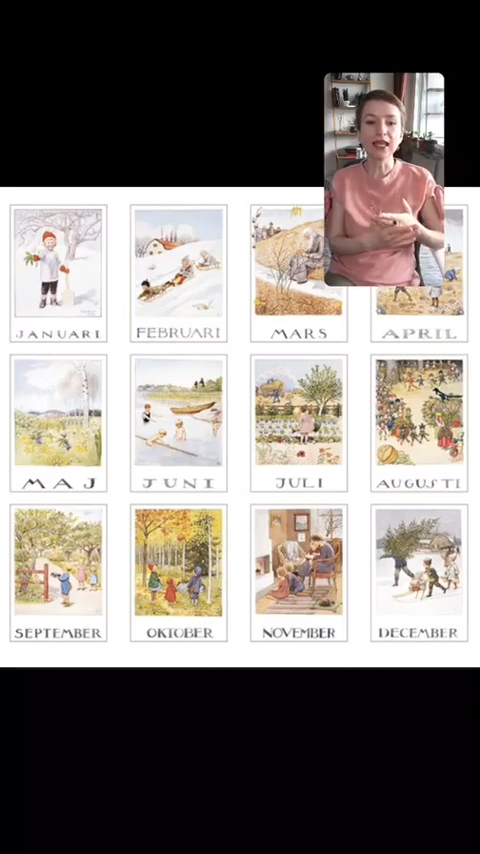 JANUARI
FEBRUARI
MARS
APRIL
MAJ
JUNI
JULI
AUGUSTI
SEPTEMBER
OKTOBER
NOVEMBER
DECEMBER